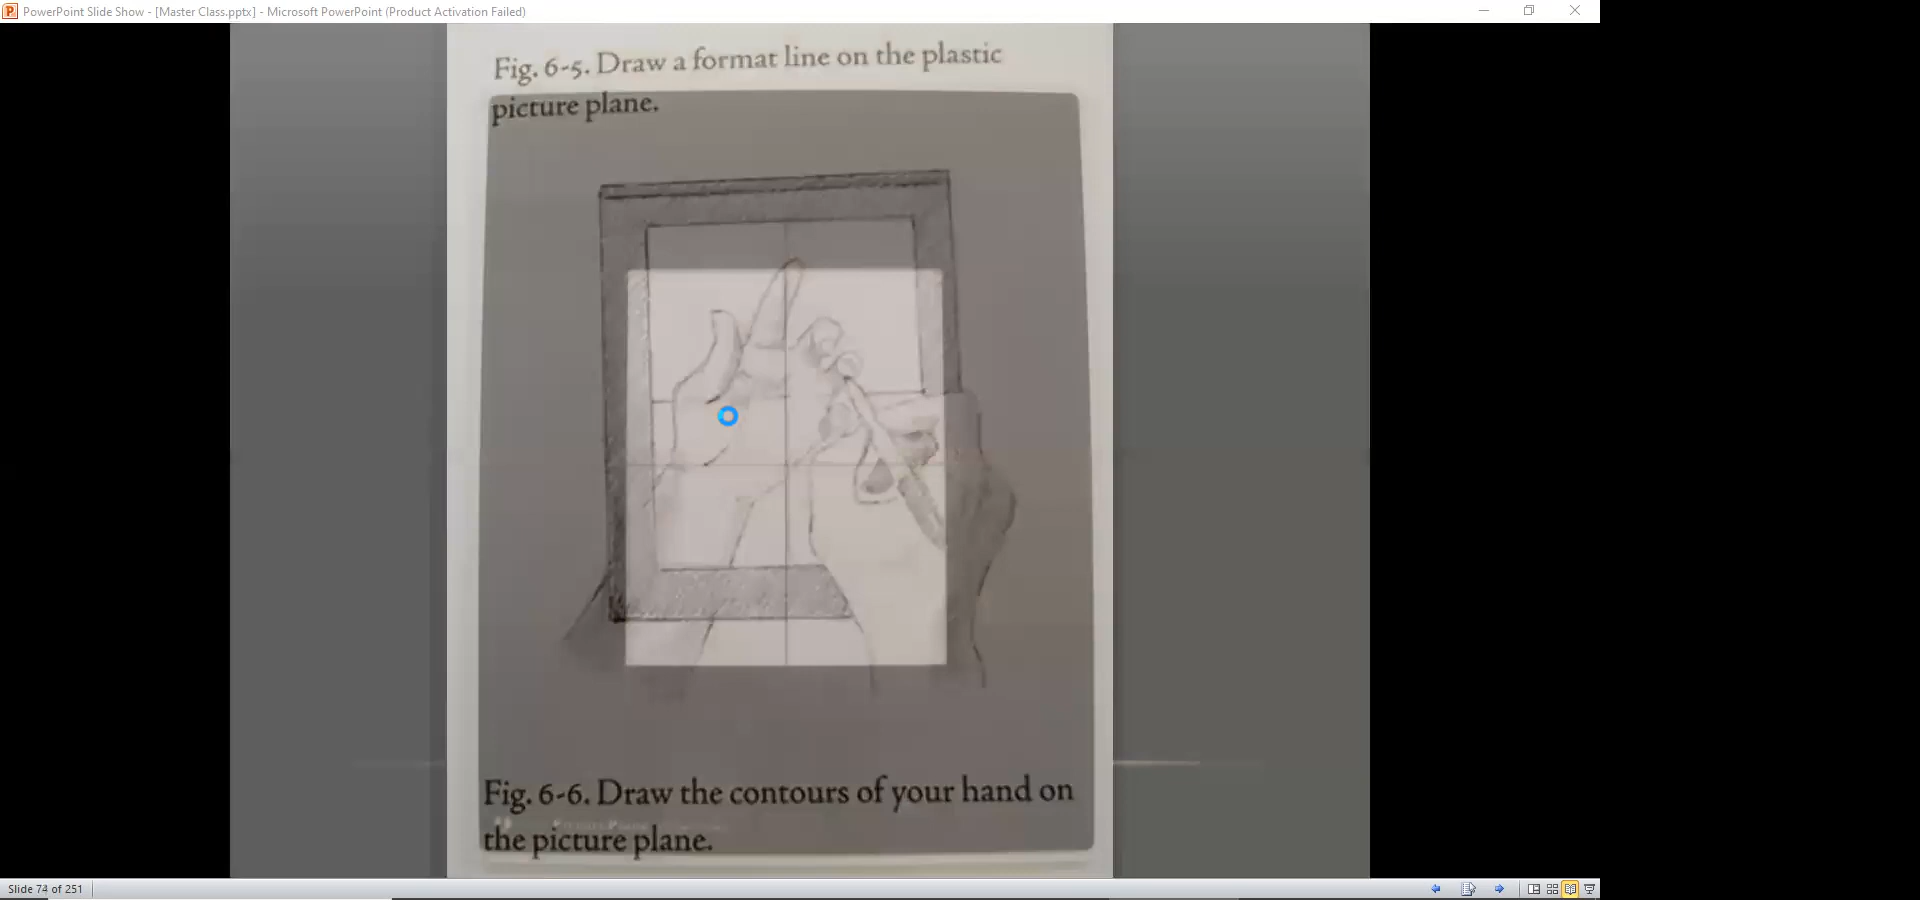 PowerPoint Slide Show - [Master Class.pptx] - Microsoft PowerPoint (Product Activation Failed)
Fig. 6-5. Draw a format line on the plastic
picture plane.
Fig. 6-6. Draw the contours of your hand on
the picture plane.
Slide 74 of 251